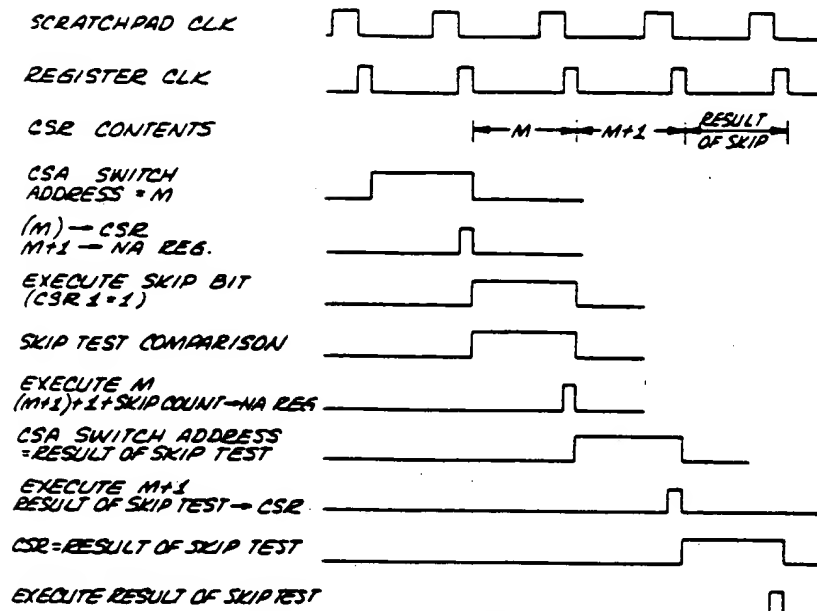 SCRATCHPAD CLK
REGISTER CLK
CSR CONTENTS
M
M+1
RESULT
OF SKIP
CSA SWITCH
ADDRESS = M
(M) → CSR
M+1 → NA REG.
EXECUTE SKIP BIT
(CSR 1=1)
SKIP TEST COMPARISON
EXECUTE M
(M+1)+1+SKIP COUNT→NA REG
CSA SWITCH ADDRESS
=RESULT OF SKIP TEST
EXECUTE M+1
RESULT OF SKIP TEST→CSR
CSR=RESULT OF SKIP TEST
EXECUTE RESULT OF SKIP TEST